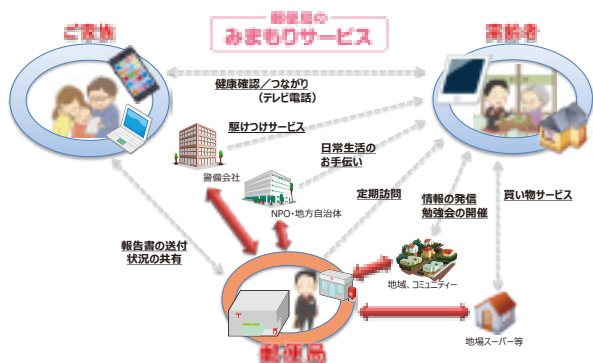 郵便局の
みまもりサービス
ご家族
高齢者
健康確認／つながり
（テレビ電話）
駆けつけサービス
日常生活の
お手伝い
警備会社
NPO・地方自治体
定期訪問
情報の発信
勉強会の開催
買い物サービス
報告書の送付
状況の共有
地域、コミュニティー
地場スーパー等
郵便局